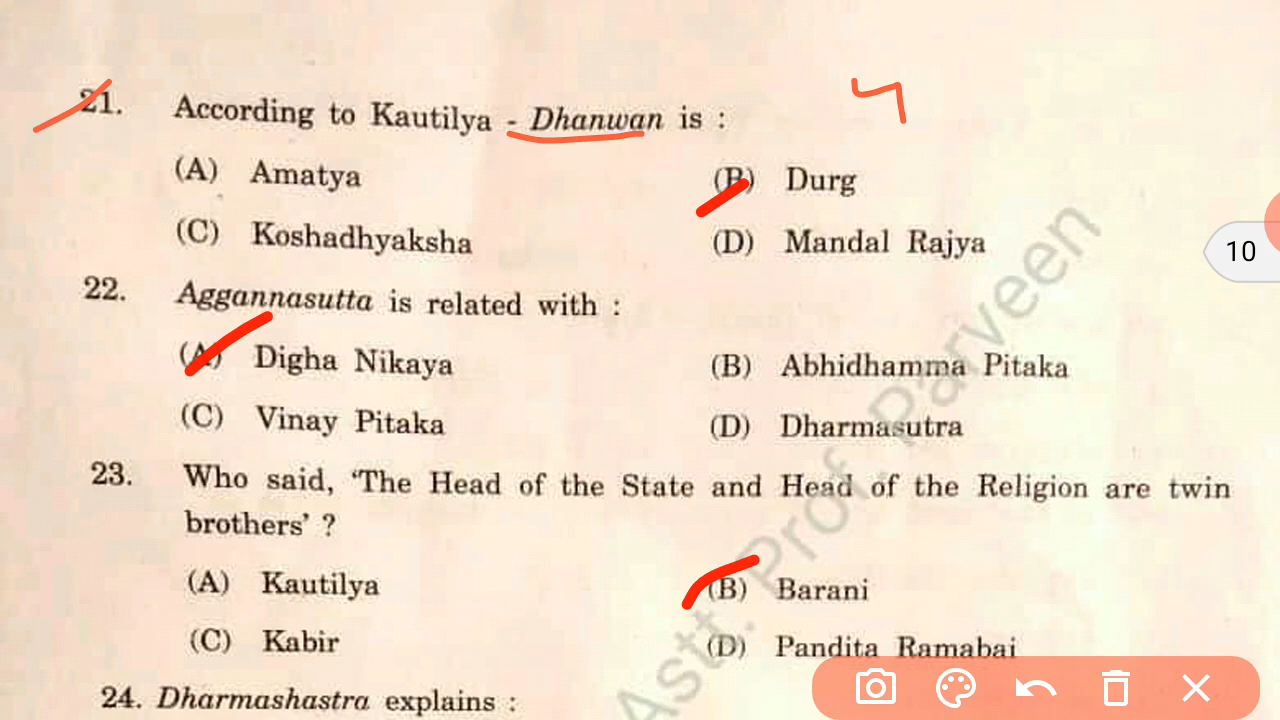 21. According to Kautilya - Dhanwan is :
(A) Amatya (B) Durg
(C) Koshadhyaksha (D) Mandal Rajya
10
22. Aggannasutta is related with :
(A) Digha Nikaya (B) Abhidhamma Pitaka
(C) Vinay Pitaka (D) Dharmasutra
23. Who said, ‘The Head of the State and Head of the Religion are twin
brothers’ ?
(A) Kautilya (B) Barani
(C) Kabir (D) Pandita Ramabai
24. Dharmashastra explains :
Astt. Prof. Parveen